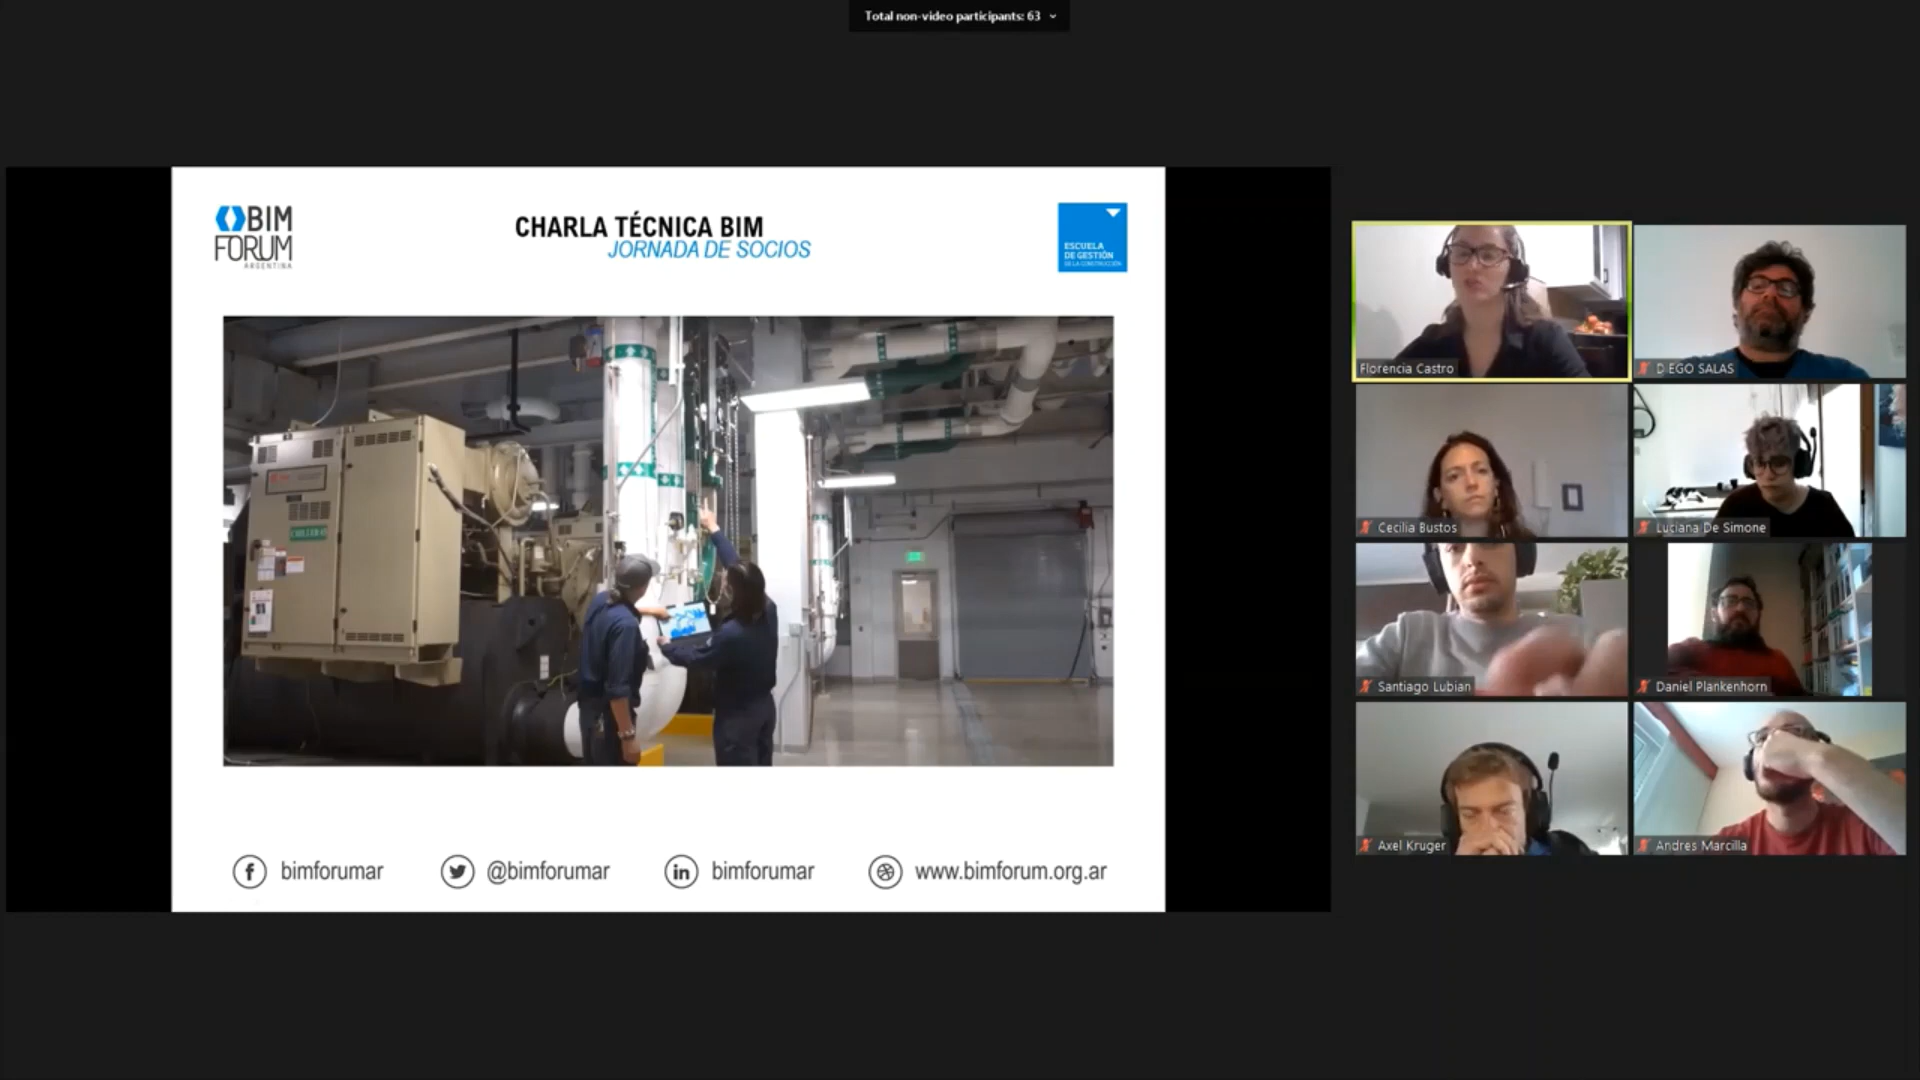 Total non-video participants: 63
BIM
FORUM
ARGENTINA
CHARLA TÉCNICA BIM
JORNADA DE SOCIOS
ESCUELA
DE GESTIÓN
DE LA CONSTRUCCIÓN
bimforumar
@bimforumar
bimforumar
www.bimforum.org.ar
Florencia Castro
DIEGO SALAS
Cecilia Bustos
Luciana De Simone
Santiago Lubian
Daniel Plankenhorn
Axel Kruger
Andres Marcilla